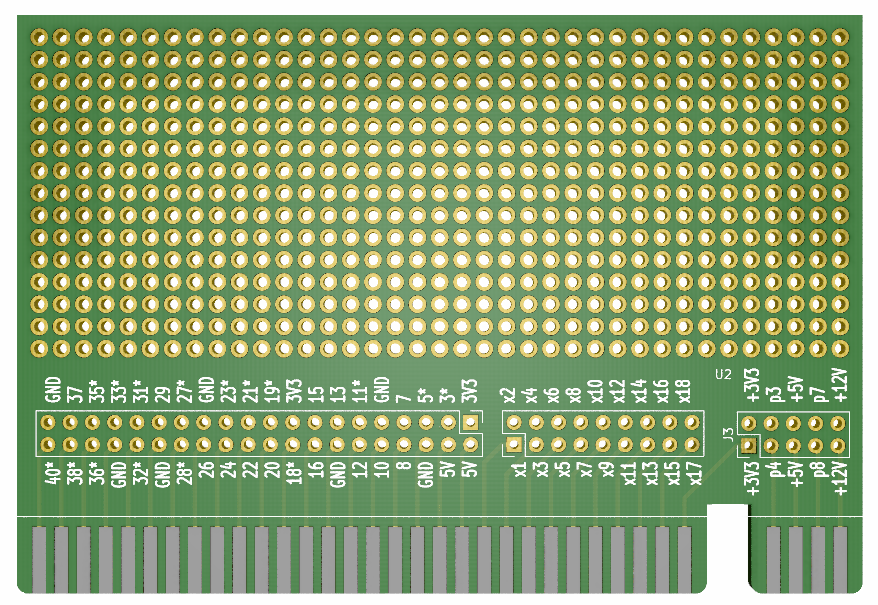 U2
GND 37 35* 33* 31* 29 27* GND 23* 21* 19* 3V3 15 13 11* GND 7 5* 3* 3V3 x2 x4 x6 x8 x10 x12 x14 x16 x18 +3V3 p3 +5V p7 +12V
J3
40* 38* 36* GND 32* GND 28* 26 24 22 20 18* 16 GND 12 10 8 GND 5V 5V x1 x3 x5 x7 x9 x11 x13 x15 x17 +3V3 p4 +5V p8 +12V